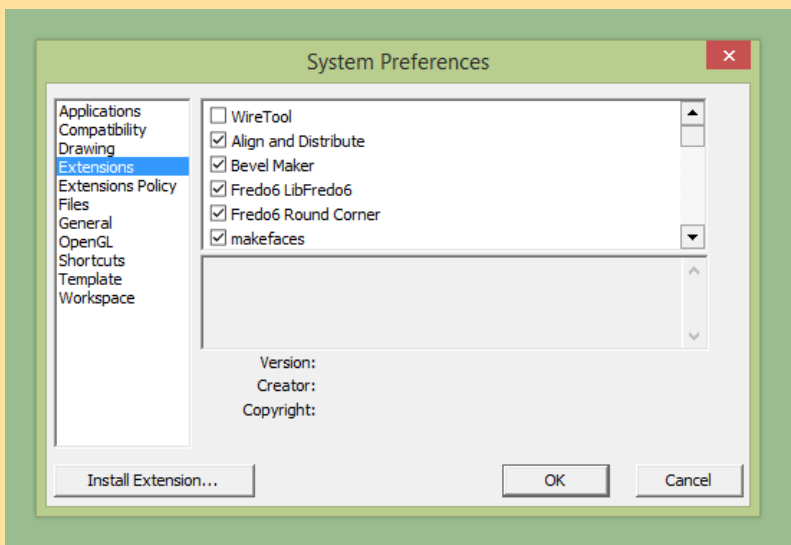 System Preferences
Applications
Compatibility
Drawing
Extensions
Extensions Policy
Files
General
OpenGL
Shortcuts
Template
Workspace
WireTool
Align and Distribute
Bevel Maker
Fredo6 LibFredo6
Fredo6 Round Corner
makefaces
Version:
Creator:
Copyright:
Install Extension...
OK
Cancel